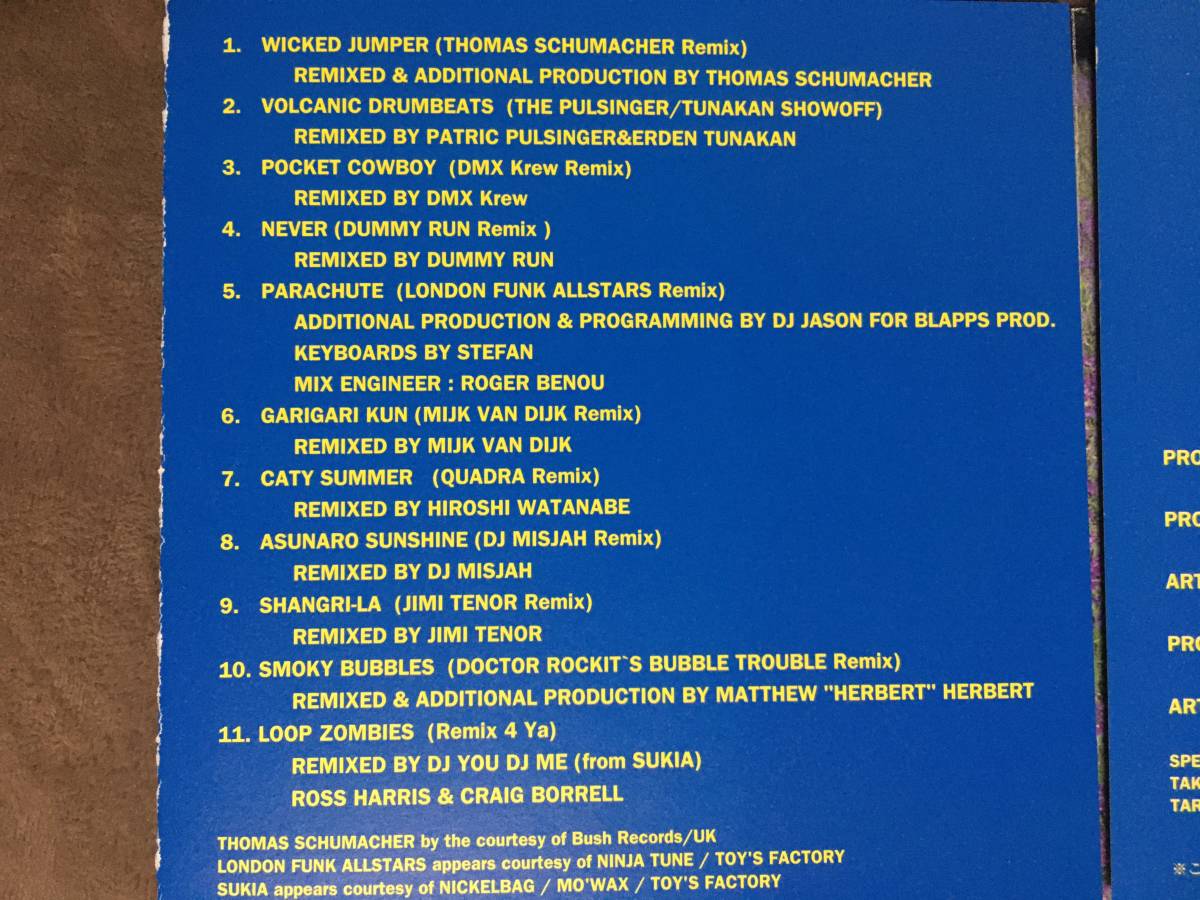 1. WICKED JUMPER (THOMAS SCHUMACHER Remix)
REMIXED & ADDITIONAL PRODUCTION BY THOMAS SCHUMACHER
2. VOLCANIC DRUMBEATS (THE PULSINGER/TUNAKAN SHOWOFF)
REMIXED BY PATRIC PULSINGER&ERDEN TUNAKAN
3. POCKET COWBOY (DMX Krew Remix)
REMIXED BY DMX Krew
4. NEVER (DUMMY RUN Remix )
REMIXED BY DUMMY RUN
5. PARACHUTE (LONDON FUNK ALLSTARS Remix)
ADDITIONAL PRODUCTION & PROGRAMMING BY DJ JASON FOR BLAPPS PROD.
KEYBOARDS BY STEFAN
MIX ENGINEER : ROGER BENOU
6. GARIGARI KUN (MIJK VAN DIJK Remix)
REMIXED BY MIJK VAN DIJK
7. CATY SUMMER (QUADRA Remix)
REMIXED BY HIROSHI WATANABE
8. ASUNARO SUNSHINE (DJ MISJAH Remix)
REMIXED BY DJ MISJAH
9. SHANGRI-LA (JIMI TENOR Remix)
REMIXED BY JIMI TENOR
10. SMOKY BUBBLES (DOCTOR ROCKIT`S BUBBLE TROUBLE Remix)
REMIXED & ADDITIONAL PRODUCTION BY MATTHEW "HERBERT" HERBERT
11. LOOP ZOMBIES (Remix 4 Ya)
REMIXED BY DJ YOU DJ ME (from SUKIA)
ROSS HARRIS & CRAIG BORRELL
THOMAS SCHUMACHER by the courtesy of Bush Records/UK
LONDON FUNK ALLSTARS appears courtesy of NINJA TUNE / TOY'S FACTORY
SUKIA appears courtesy of NICKELBAG / MO'WAX / TOY'S FACTORY
PRO
PRO
ART
PRO
ART
SPE
TAK
TAR
※こ